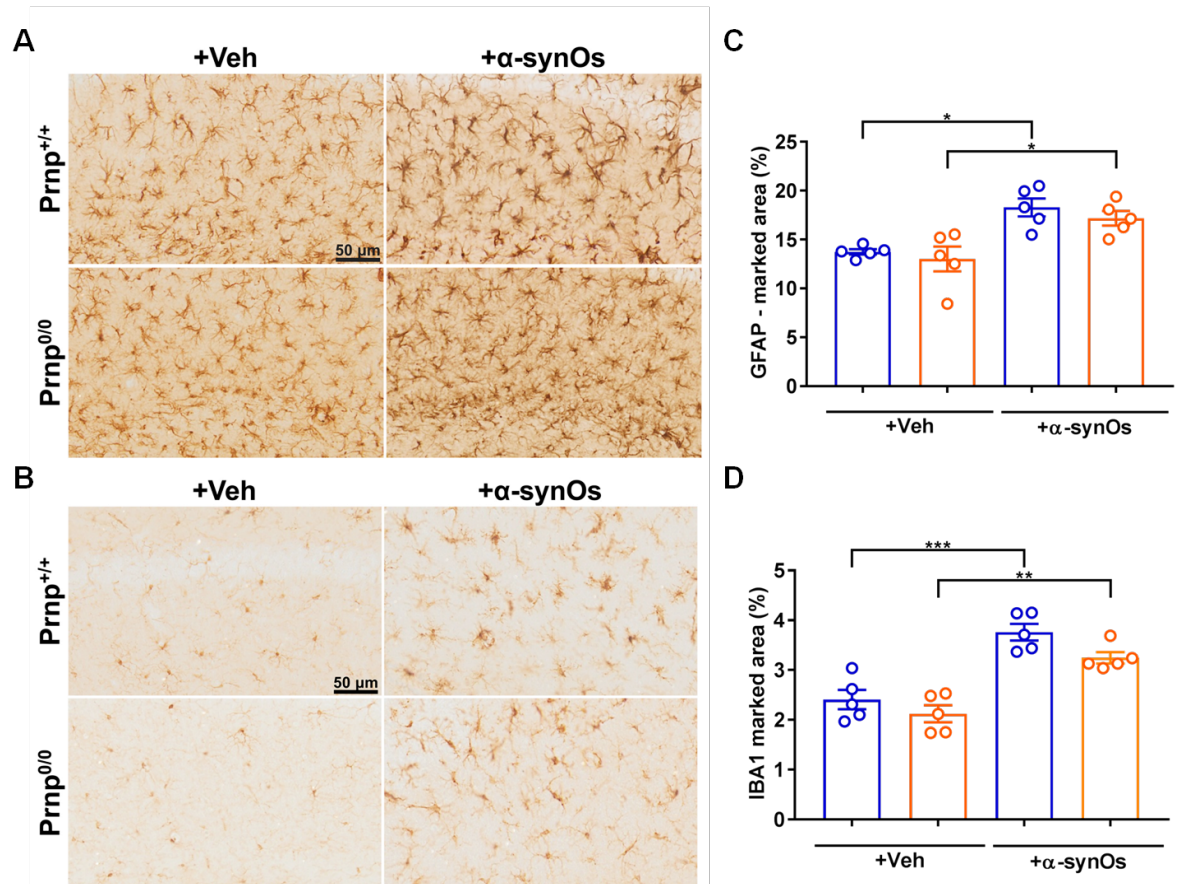 A
+Veh
+α-synOs
Prnp+/+
50 µm
Prnp0/0
B
+Veh
+α-synOs
Prnp+/+
50 µm
Prnp0/0
C
*
*
GFAP - marked area (%)
25
20
15
10
5
0
+Veh
+α-synOs
D
***
**
IBA1 marked area (%)
5
4
3
2
1
0
+Veh
+α-synOs